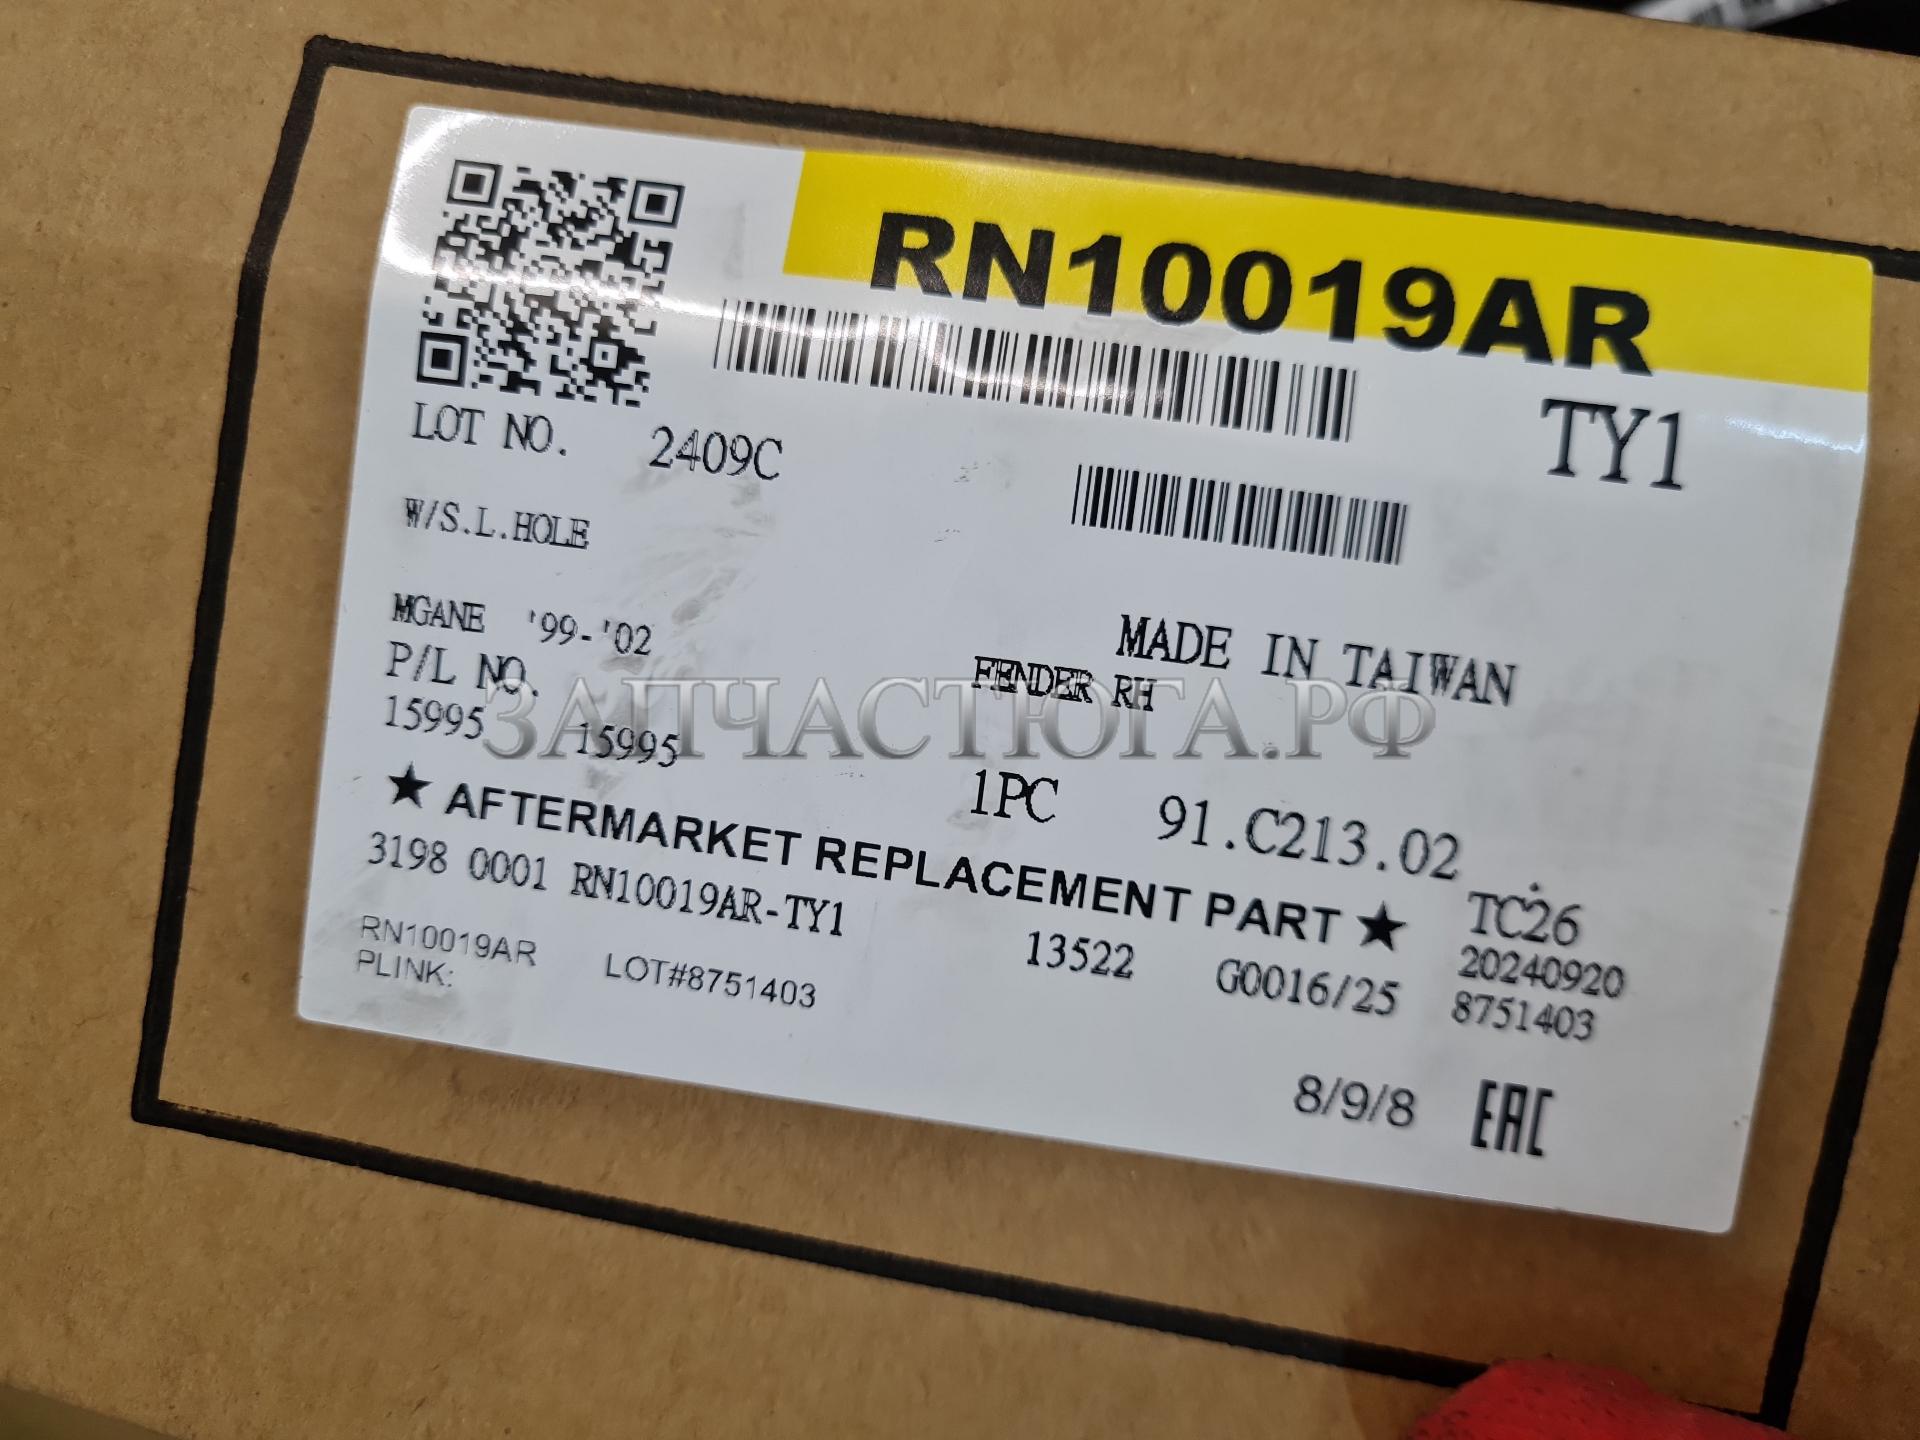 RN10019AR
TY1
LOT NO. 2409C
W/S.L.HOLE
MGANE '99-'02
MADE IN TAIWAN
P/L NO.
FENDER RH
15995 15995
ЗАПЧАСТЮГА.РФ
1PC 91.C213.02
★ AFTERMARKET REPLACEMENT PART ★
TC26
3198 0001 RN10019AR-TY1
13522 G0016/25
20240920
8751403
RN10019AR LOT#8751403
PLINK:
8/9/8 EAC